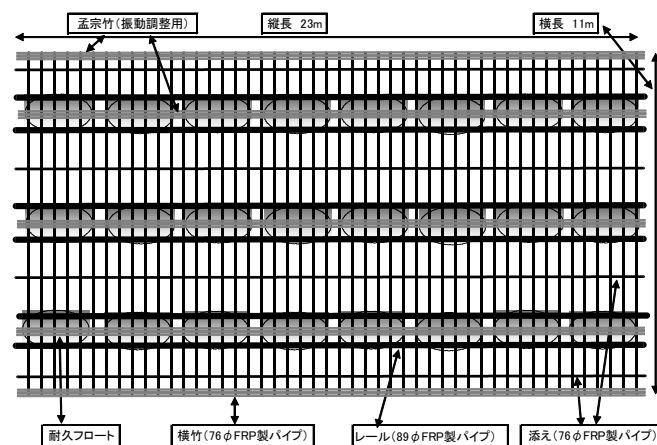 孟宗竹(振動調整用)
縦長 23m
横長 11m
耐久フロート
横竹(76φFRP製パイプ)
レール(89φFRP製パイプ)
添え(76φFRP製パイプ)